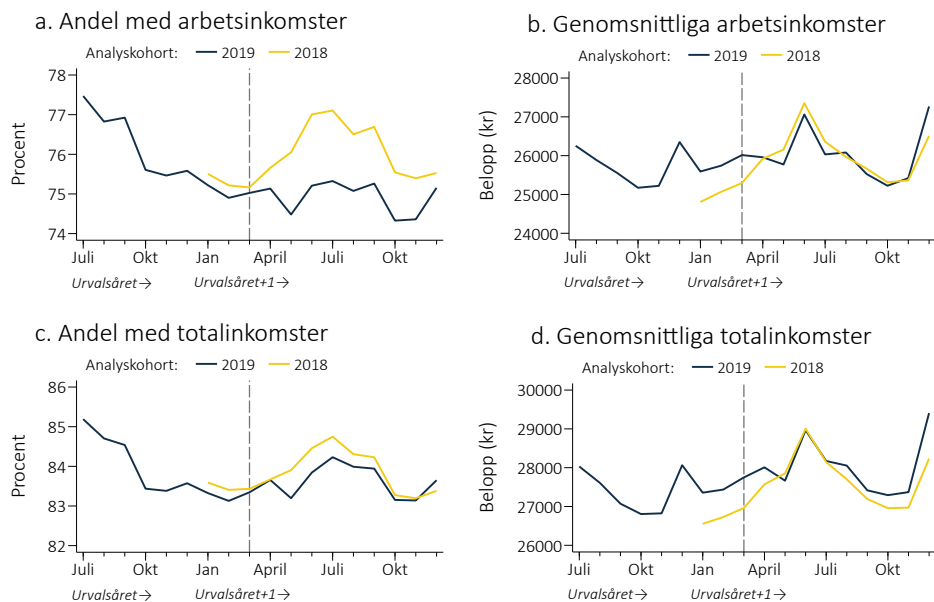 a. Andel med arbetsinkomster
Analyskohort: 2019 2018
Procent
78
77
76
75
74
Juli Okt Jan April Juli Okt
Urvalsåret→ Urvalsåret+1→
b. Genomsnittliga arbetsinkomster
Analyskohort: 2019 2018
Belopp (kr)
28000
27000
26000
25000
24000
Juli Okt Jan April Juli Okt
Urvalsåret→ Urvalsåret+1→
c. Andel med totalinkomster
Analyskohort: 2019 2018
Procent
86
85
84
83
82
Juli Okt Jan April Juli Okt
Urvalsåret→ Urvalsåret+1→
d. Genomsnittliga totalinkomster
Analyskohort: 2019 2018
Belopp (kr)
30000
29000
28000
27000
26000
Juli Okt Jan April Juli Okt
Urvalsåret→ Urvalsåret+1→